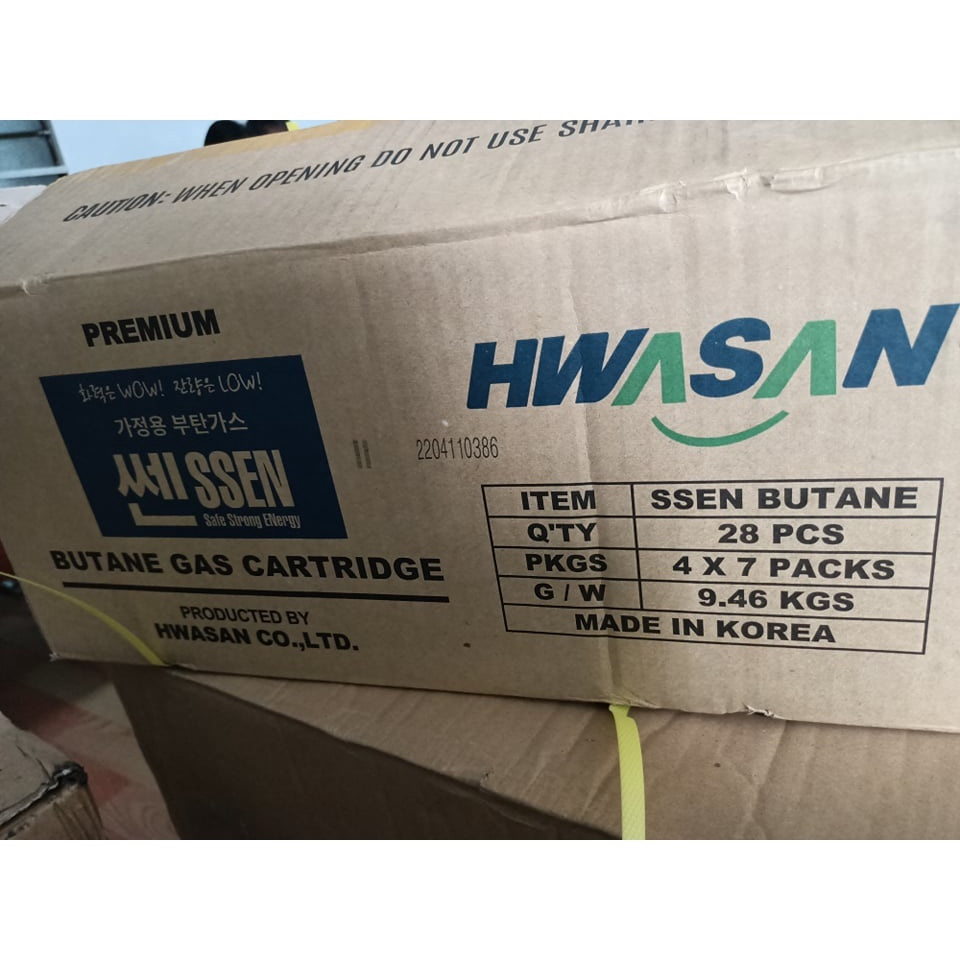 CAUTION: WHEN OPENING DO NOT USE
PREMIUM
화력은 WOW! 잔량은 LOW!
가정용 부탄가스
쎈 SSEN
Safe Strong ENergy
BUTANE GAS CARTRIDGE
PRODUCTED BY
HWASAN CO.,LTD.
2204110386
HWASAN
ITEM SSEN BUTANE
Q'TY 28 PCS
PKGS 4 X 7 PACKS
G / W 9.46 KGS
MADE IN KOREA